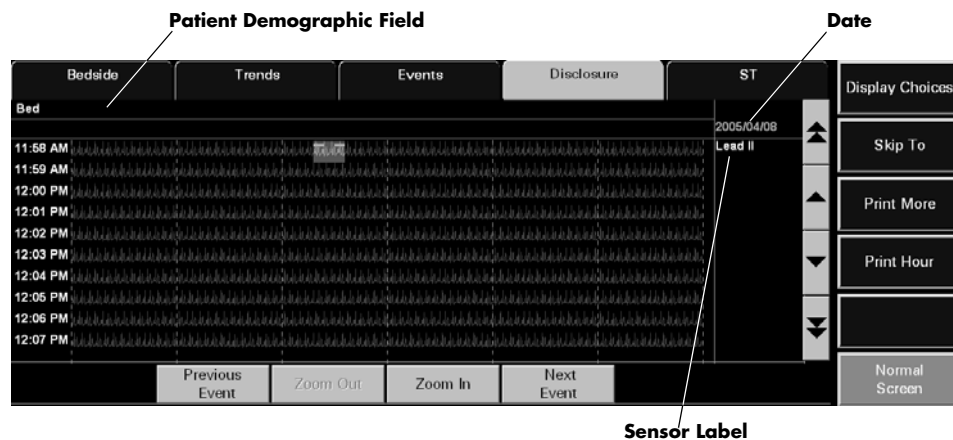 Patient Demographic Field
Date
Bedside
Trends
Events
Disclosure
ST
Display Choices
Bed
2005/04/08
11:58 AM
Lead II
Skip To
11:59 AM
12:00 PM
Print More
12:01 PM
12:02 PM
12:03 PM
Print Hour
12:04 PM
12:05 PM
12:06 PM
12:07 PM
Previous
Event
Zoom Out
Zoom In
Next
Event
Normal
Screen
Sensor Label